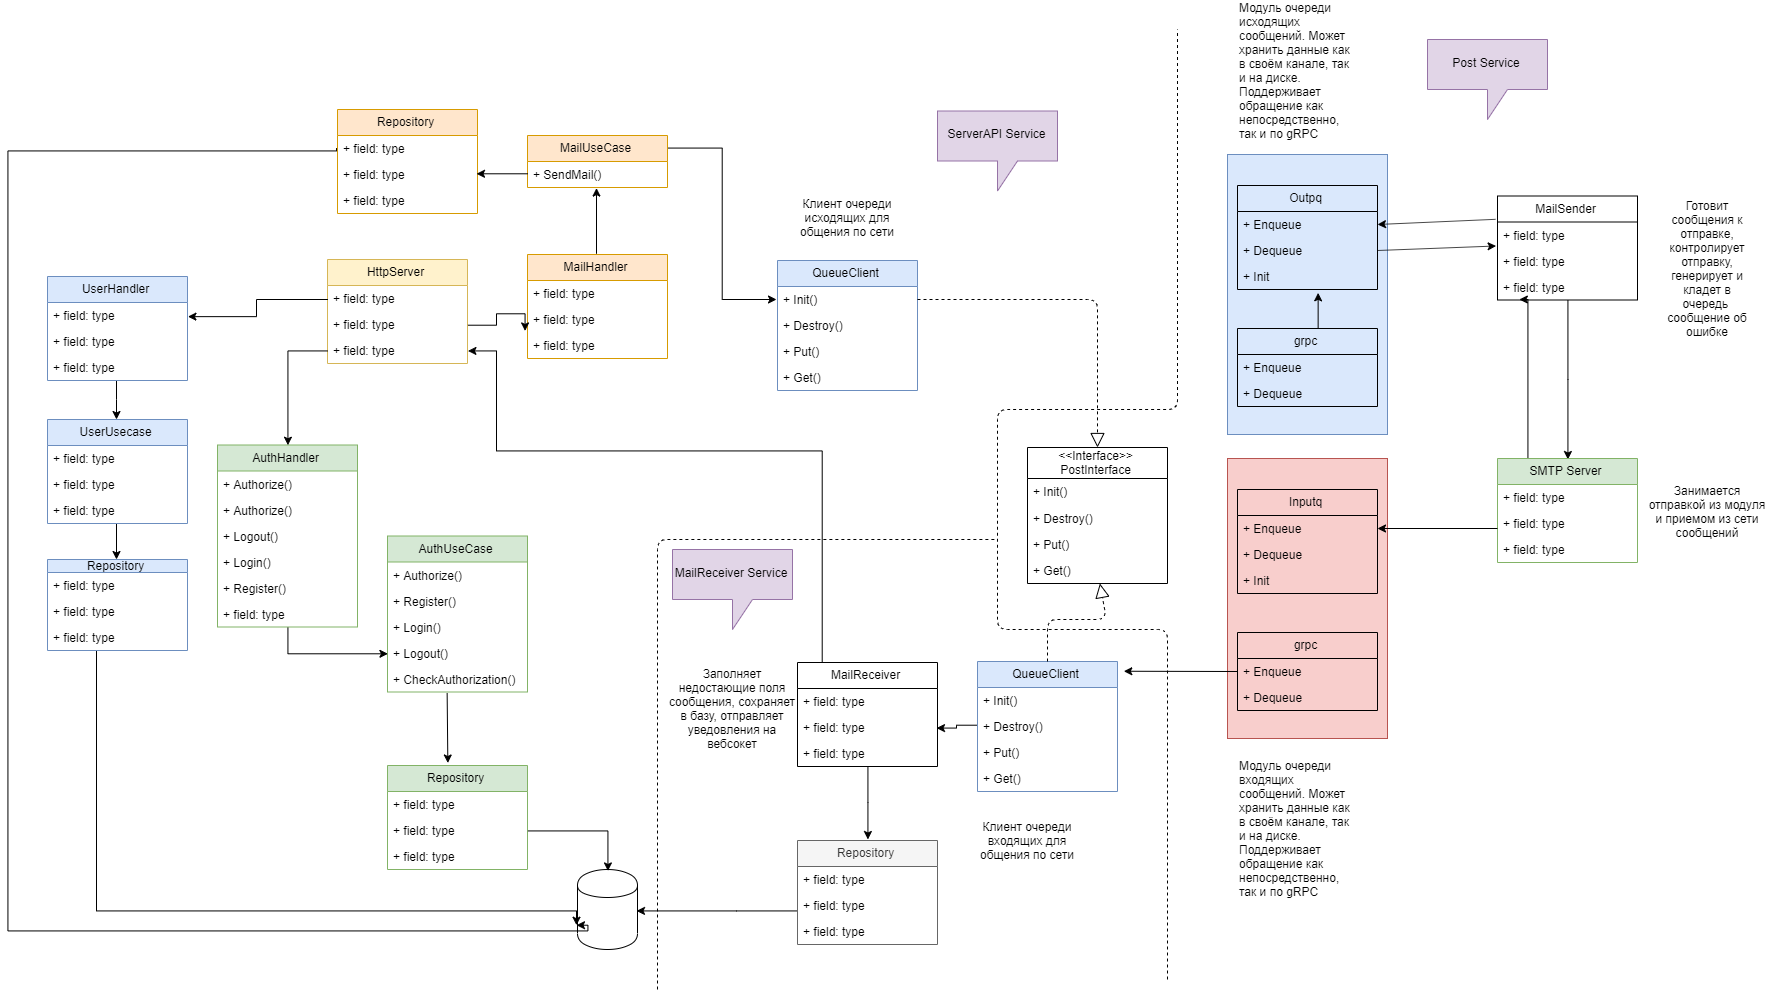 Модуль очереди
исходящих
сообщений. Может
хранить данные как
в своём канале, так
и на диске.
Поддерживает
обращение как
непосредственно,
так и по gRPC
Post Service
ServerAPI Service
Repository
+ field: type
+ field: type
+ field: type
MailUseCase
+ SendMail()
Клиент очереди
исходящих для
общения по сети
Outpq
+ Enqueue
+ Dequeue
+ Init
grpc
+ Enqueue
+ Dequeue
MailSender
+ field: type
+ field: type
+ field: type
Готовит
сообщения к
отправке,
контролирует
отправку,
генерирует и
кладет в
очередь
сообщение об
ошибке
UserHandler
+ field: type
+ field: type
+ field: type
HttpServer
+ field: type
+ field: type
+ field: type
MailHandler
+ field: type
+ field: type
+ field: type
QueueClient
+ Init()
+ Destroy()
+ Put()
+ Get()
UserUsecase
+ field: type
+ field: type
+ field: type
AuthHandler
+ Authorize()
+ Authorize()
+ Logout()
+ Login()
+ Register()
+ field: type
<<Interface>>
PostInterface
+ Init()
+ Destroy()
+ Put()
+ Get()
Inputq
+ Enqueue
+ Dequeue
+ Init
SMTP Server
+ field: type
+ field: type
+ field: type
Занимается
отправкой из модуля
и приемом из сети
сообщений
Repository
+ field: type
+ field: type
+ field: type
AuthUseCase
+ Authorize()
+ Register()
+ Login()
+ Logout()
+ CheckAuthorization()
MailReceiver Service
grpc
+ Enqueue
+ Dequeue
Заполняет
недостающие поля
сообщения, сохраняет
в базу, отправляет
уведовления на
вебсокет
MailReceiver
+ field: type
+ field: type
+ field: type
QueueClient
+ Init()
+ Destroy()
+ Put()
+ Get()
Repository
+ field: type
+ field: type
+ field: type
Клиент очереди
входящих для
общения по сети
Модуль очереди
входящих
сообщений. Может
хранить данные как
в своём канале, так
и на диске.
Поддерживает
обращение как
непосредственно,
так и по gRPC
Repository
+ field: type
+ field: type
+ field: type